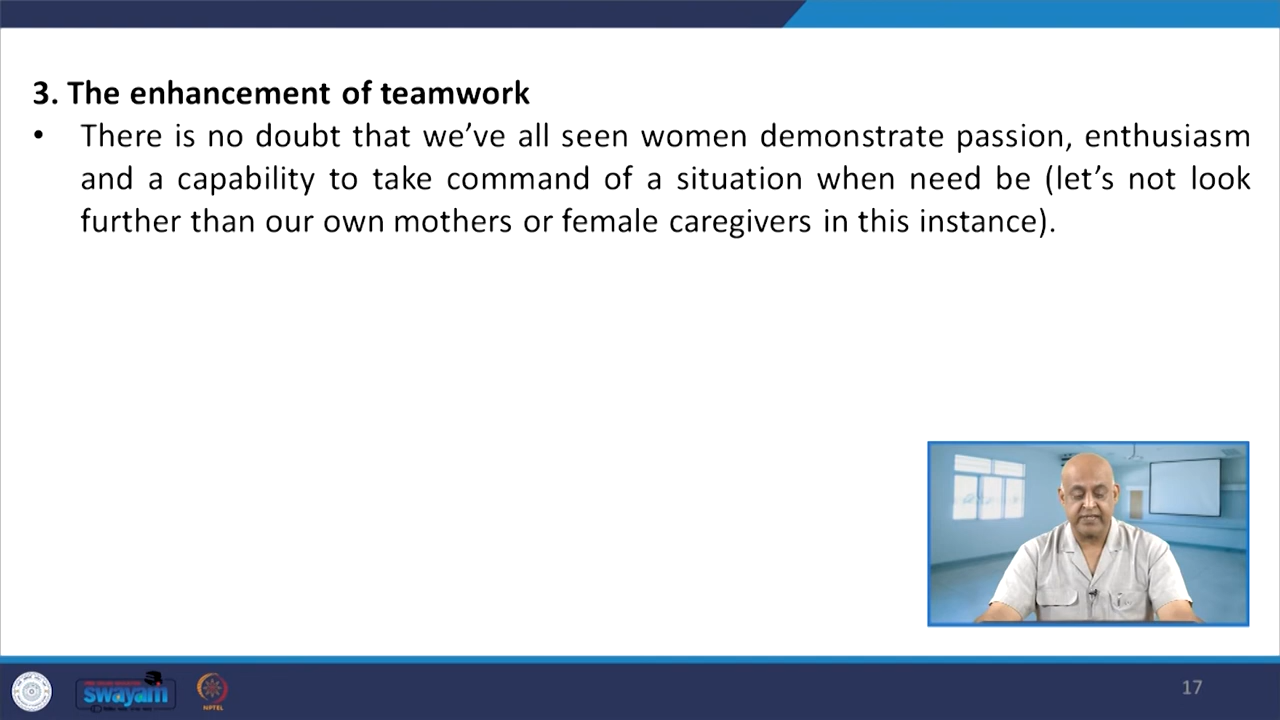 3. The enhancement of teamwork
• There is no doubt that we’ve all seen women demonstrate passion, enthusiasm
and a capability to take command of a situation when need be (let’s not look
further than our own mothers or female caregivers in this instance).
swayam
NPTEL
17